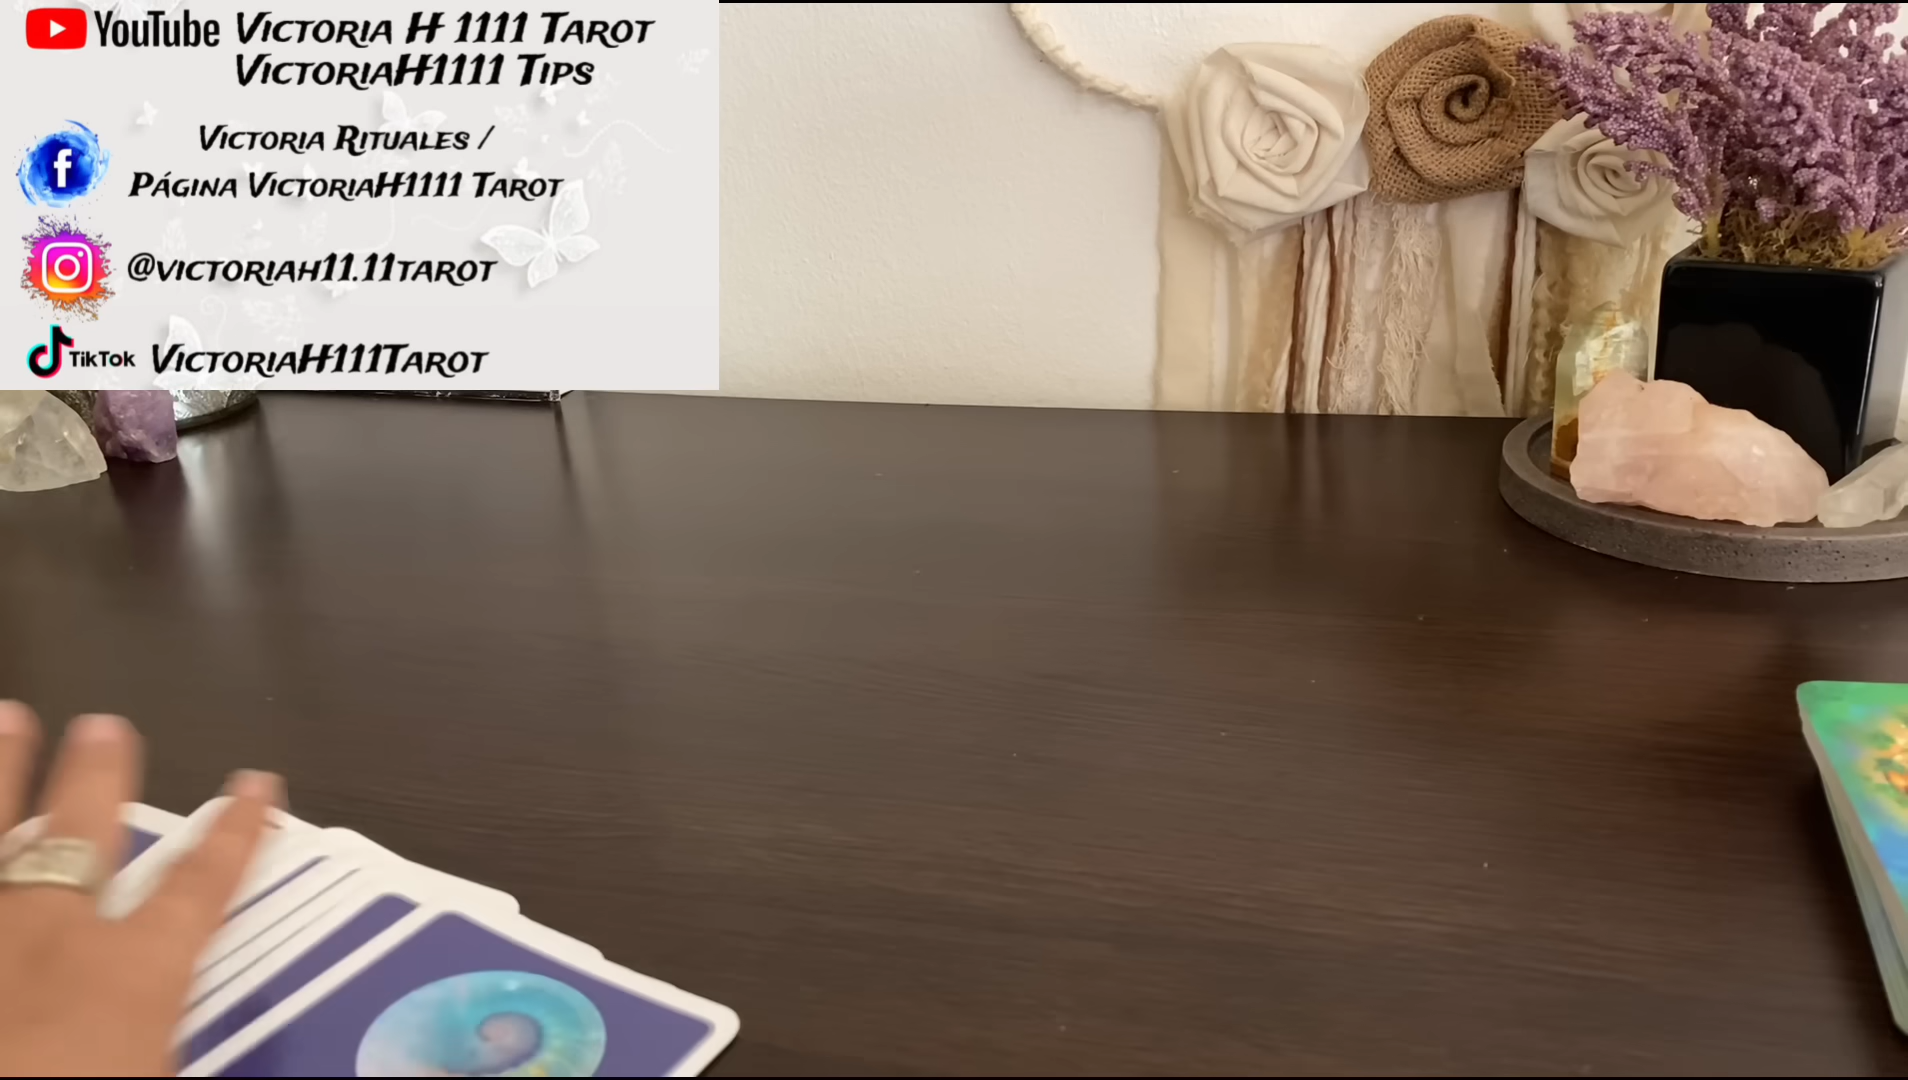 YouTube Victoria H 1111 Tarot
VictoriaH1111 Tips
Victoria Rituales /
Página VictoriaH1111 Tarot
@victoriah11.11tarot
TikTok VictoriaH111Tarot